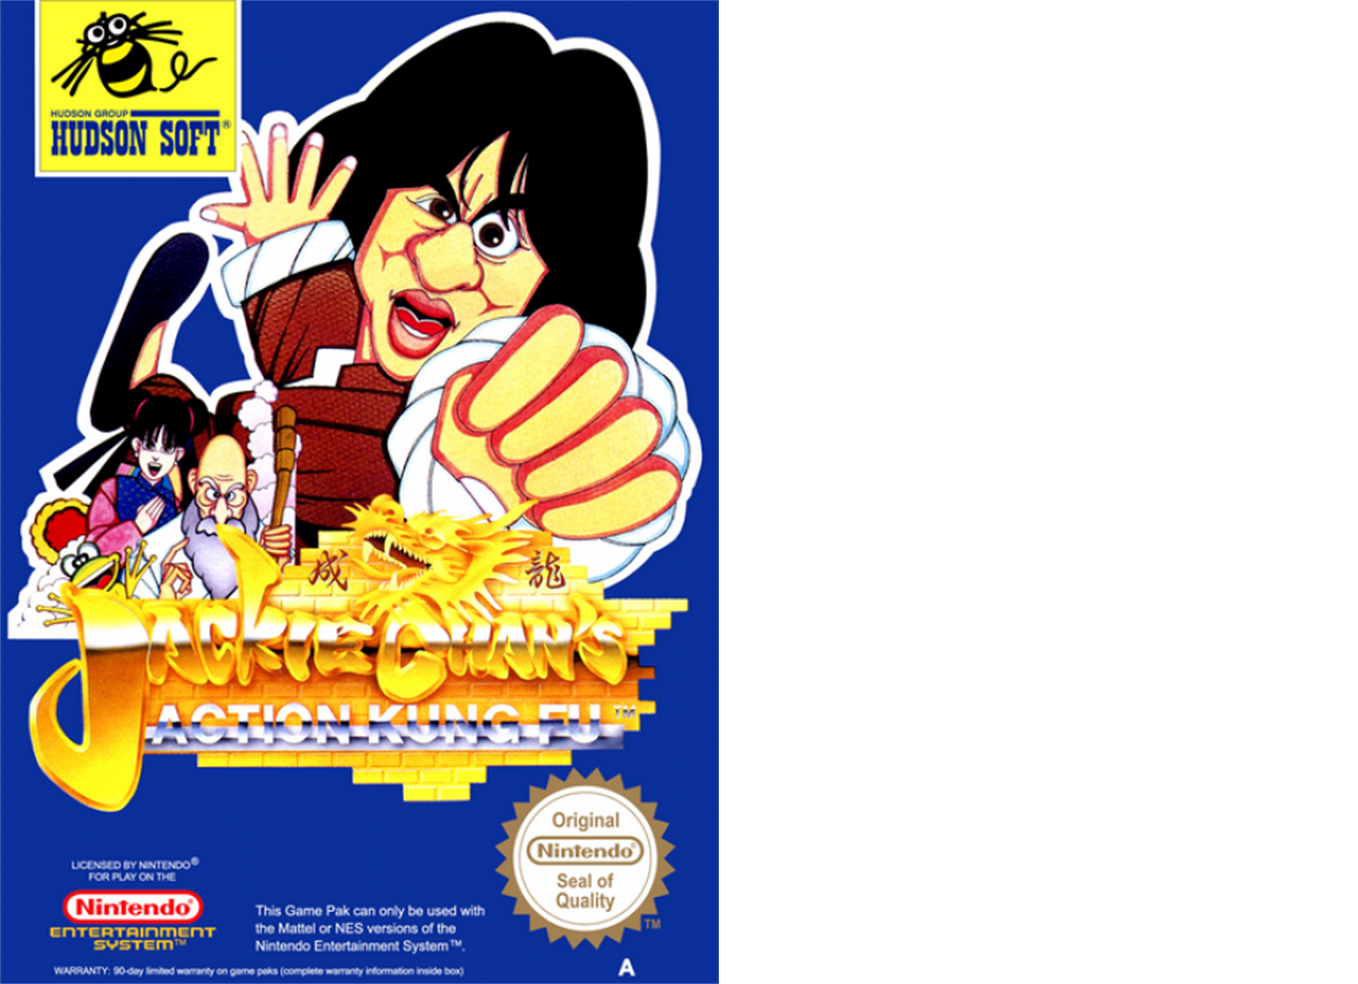 HUDSON GROUP
HUDSON SOFT®
成 龍
JACKIE CHAN'S
ACTION KUNG FU™
Original
Nintendo®
Seal of
Quality
TM
LICENSED BY NINTENDO®
FOR PLAY ON THE
Nintendo®
ENTERTAINMENT
SYSTEM™
This Game Pak can only be used with
the Mattel or NES versions of the
Nintendo Entertainment System™.
WARRANTY: 90-day limited warranty on game paks (complete warranty information inside box)
A